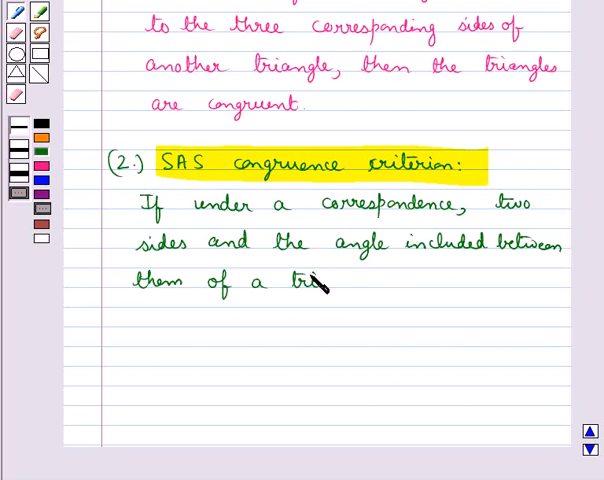 to the three corresponding sides of
another triangle, then the triangles
are congruent.
(2.) SAS congruence criterion:
If under a correspondence, two
sides and the angle included between
them of a tri